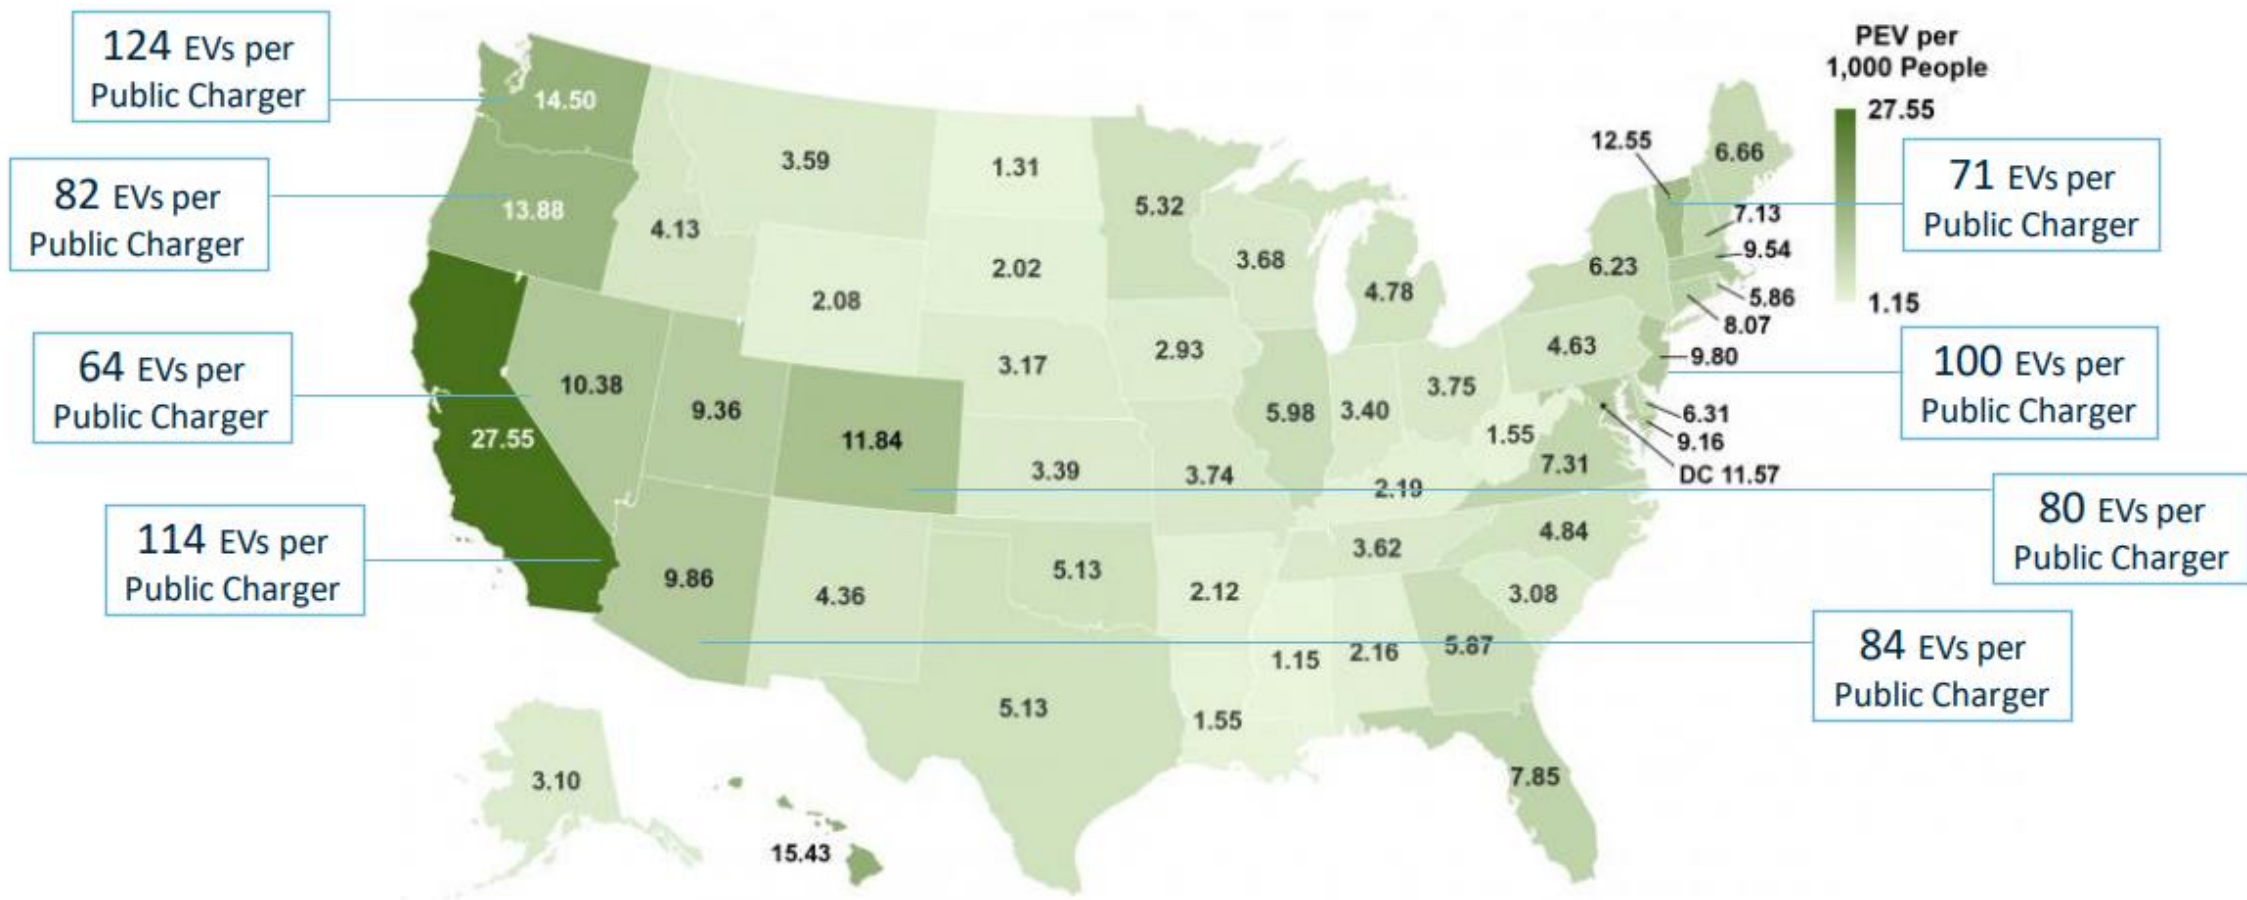 124 EVs per
Public Charger
82 EVs per
Public Charger
64 EVs per
Public Charger
114 EVs per
Public Charger
14.50
13.88
27.55
4.13
3.59
2.08
10.38
9.36
11.84
9.86
4.36
1.31
2.02
3.17
3.39
5.13
5.13
5.32
2.93
3.74
2.12
1.55
3.68
5.98
4.78
3.40
3.75
2.19
3.62
1.15
2.16
5.87
7.85
3.08
4.84
7.31
1.55
4.63
6.23
12.55
6.66
7.13
9.54
5.86
8.07
9.80
6.31
9.16
DC 11.57
3.10
15.43
PEV per
1,000 People
27.55
1.15
71 EVs per
Public Charger
100 EVs per
Public Charger
80 EVs per
Public Charger
84 EVs per
Public Charger